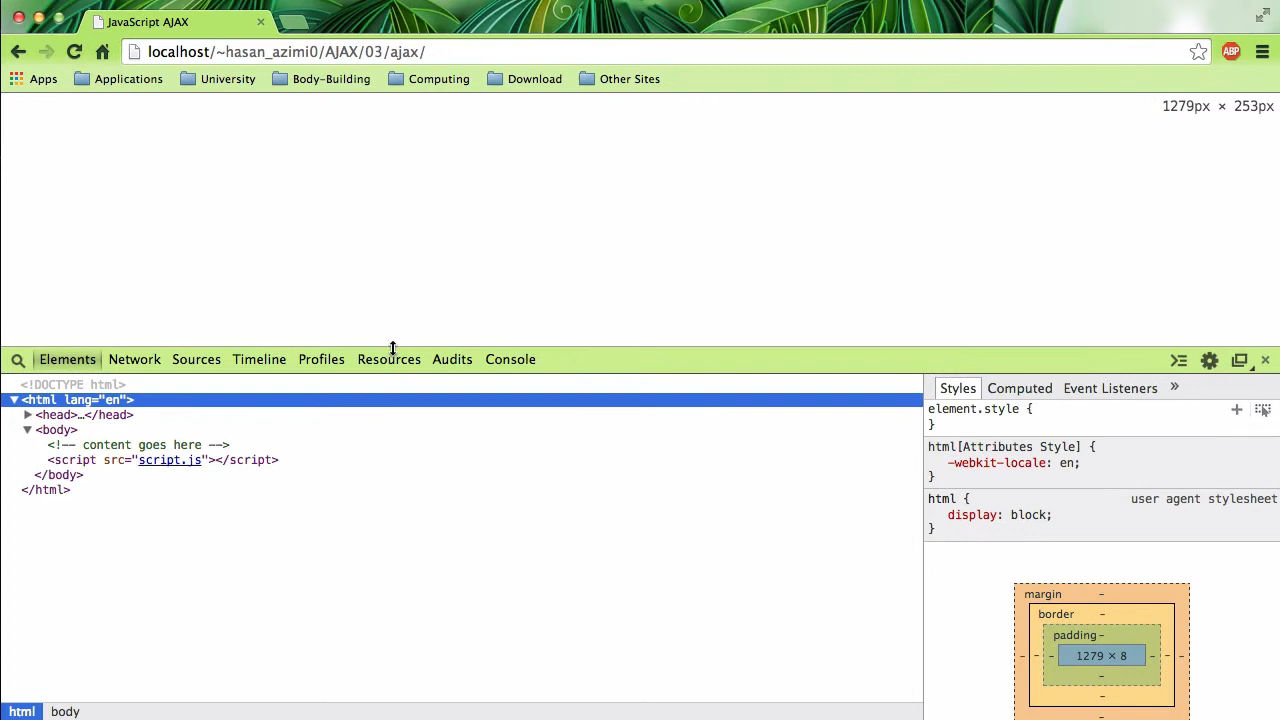 JavaScript AJAX
localhost/~hasan_azimi0/AJAX/03/ajax/
ABP
Apps Applications University Body-Building Computing Download Other Sites
1279px × 253px
Elements Network Sources Timeline Profiles Resources Audits Console
<!DOCTYPE html>
<html lang="en">
<head>…</head>
<body>
<!-- content goes here -->
<script src="script.js"></script>
</body>
</html>
html body
Styles Computed Event Listeners »
element.style {
}
html[Attributes Style] {
-webkit-locale: en;
}
html { user agent stylesheet
display: block;
}
margin –
border –
padding –
– – – 1279 × 8 – – –
–
–
–